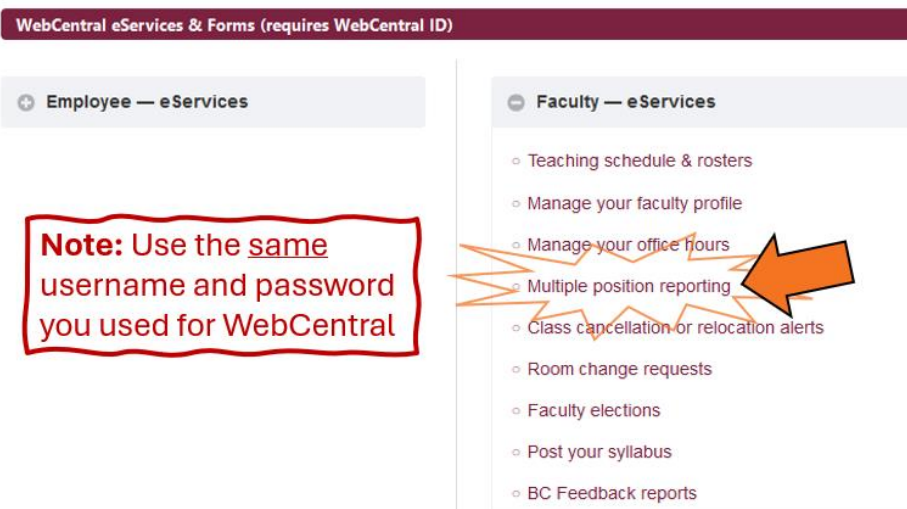 WebCentral eServices & Forms (requires WebCentral ID)
Employee — eServices
Note: Use the same
username and password
you used for WebCentral
Faculty — eServices
Teaching schedule & rosters
Manage your faculty profile
Manage your office hours
Multiple position reporting
Class cancellation or relocation alerts
Room change requests
Faculty elections
Post your syllabus
BC Feedback reports